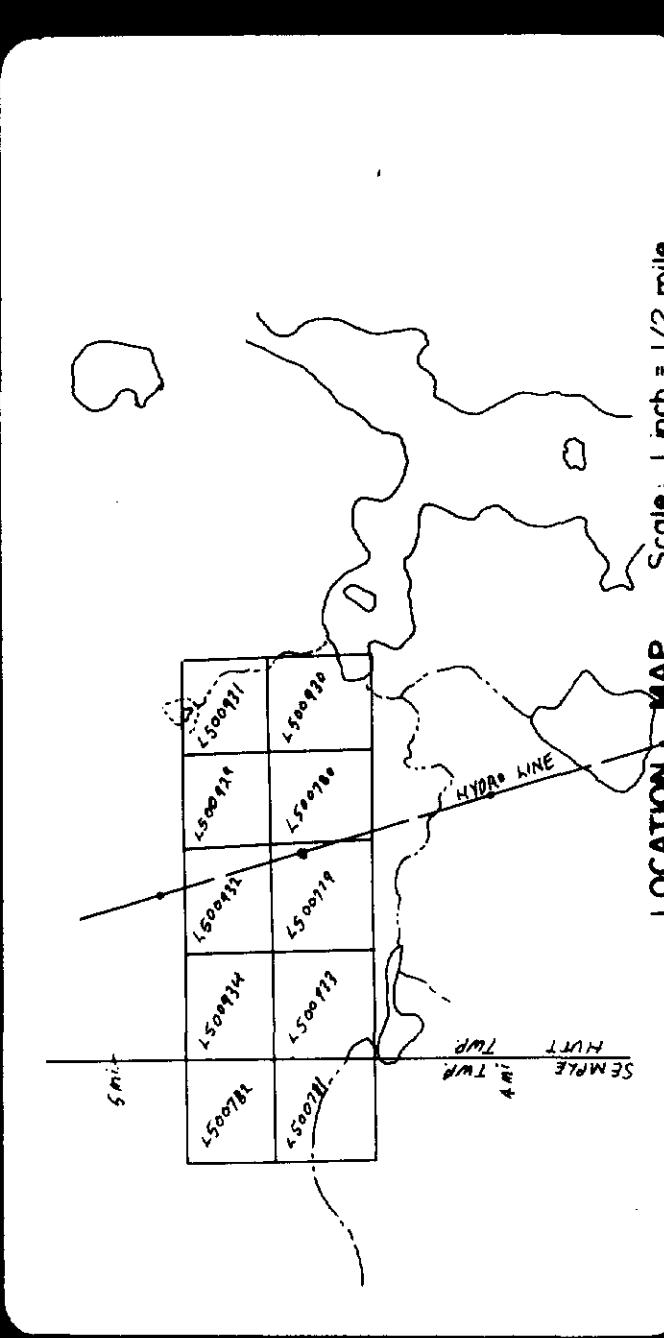 L500931
L500930
L500929
L500780
L500932
L500779
L500934
L500933
L500782
L500781
HYDRO LINE
5 mi.
4 mi
HUTT TWP.
SEMPLE TWP.
LOCATION MAP
Scale: 1 inch = 1/2 mile